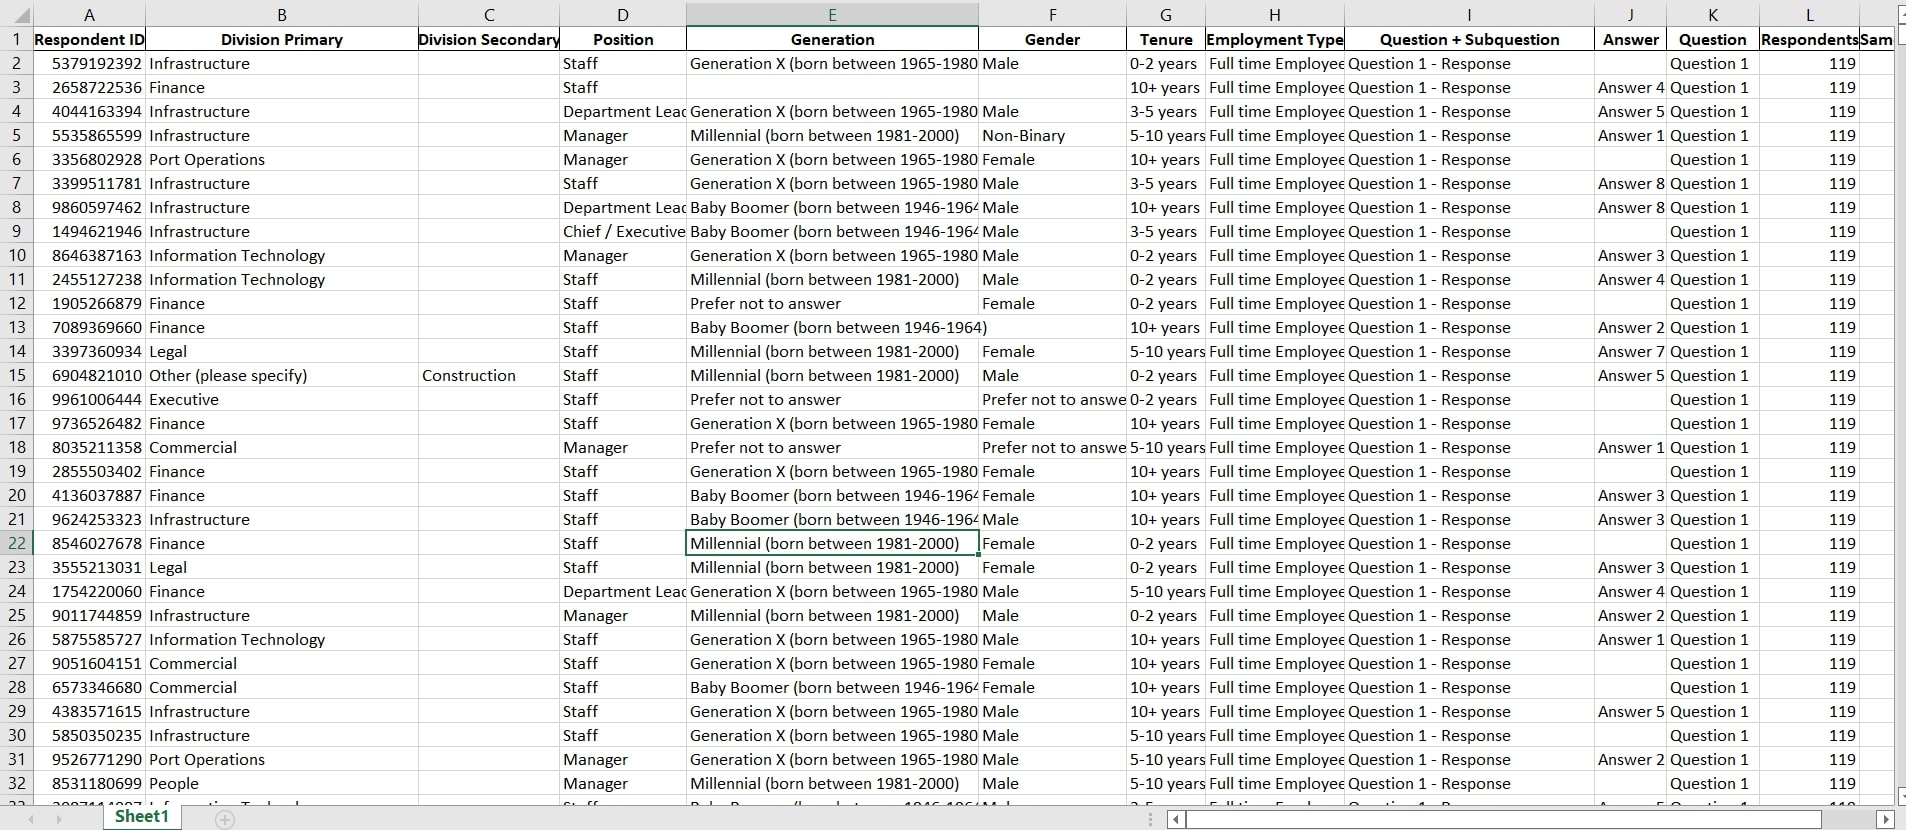 A B C D E F G H I J K L
1 Respondent ID Division Primary Division Secondary Position Generation Gender Tenure Employment Type Question + Subquestion Answer Question Respondents Sam
2 5379192392 Infrastructure Staff Generation X (born between 1965-1980 Male 0-2 years Full time Employee Question 1 - Response Question 1 119
3 2658722536 Finance Staff 10+ years Full time Employee Question 1 - Response Answer 4 Question 1 119
4 4044163394 Infrastructure Department Lead Generation X (born between 1965-1980 Male 3-5 years Full time Employee Question 1 - Response Answer 5 Question 1 119
5 5535865599 Infrastructure Manager Millennial (born between 1981-2000) Non-Binary 5-10 years Full time Employee Question 1 - Response Answer 1 Question 1 119
6 3356802928 Port Operations Manager Generation X (born between 1965-1980 Female 10+ years Full time Employee Question 1 - Response Question 1 119
7 3399511781 Infrastructure Staff Generation X (born between 1965-1980 Male 3-5 years Full time Employee Question 1 - Response Answer 8 Question 1 119
8 9860597462 Infrastructure Department Lead Baby Boomer (born between 1946-1964 Male 10+ years Full time Employee Question 1 - Response Answer 8 Question 1 119
9 1494621946 Infrastructure Chief / Executive Baby Boomer (born between 1946-1964 Male 3-5 years Full time Employee Question 1 - Response Question 1 119
10 8646387163 Information Technology Manager Generation X (born between 1965-1980 Male 0-2 years Full time Employee Question 1 - Response Answer 3 Question 1 119
11 2455127238 Information Technology Staff Millennial (born between 1981-2000) Male 0-2 years Full time Employee Question 1 - Response Answer 4 Question 1 119
12 1905266879 Finance Staff Prefer not to answer Female 0-2 years Full time Employee Question 1 - Response Question 1 119
13 7089369660 Finance Staff Baby Boomer (born between 1946-1964) 10+ years Full time Employee Question 1 - Response Answer 2 Question 1 119
14 3397360934 Legal Staff Millennial (born between 1981-2000) Female 5-10 years Full time Employee Question 1 - Response Answer 7 Question 1 119
15 6904821010 Other (please specify) Construction Staff Millennial (born between 1981-2000) Male 0-2 years Full time Employee Question 1 - Response Answer 5 Question 1 119
16 9961006444 Executive Staff Prefer not to answer Prefer not to answe 0-2 years Full time Employee Question 1 - Response Question 1 119
17 9736526482 Finance Staff Generation X (born between 1965-1980 Female 10+ years Full time Employee Question 1 - Response Question 1 119
18 8035211358 Commercial Manager Prefer not to answer Prefer not to answe 5-10 years Full time Employee Question 1 - Response Answer 1 Question 1 119
19 2855503402 Finance Staff Generation X (born between 1965-1980 Female 10+ years Full time Employee Question 1 - Response Question 1 119
20 4136037887 Finance Staff Baby Boomer (born between 1946-1964 Female 10+ years Full time Employee Question 1 - Response Answer 3 Question 1 119
21 9624253323 Infrastructure Staff Baby Boomer (born between 1946-1964 Male 10+ years Full time Employee Question 1 - Response Answer 3 Question 1 119
22 8546027678 Finance Staff Millennial (born between 1981-2000) Female 0-2 years Full time Employee Question 1 - Response Question 1 119
23 3555213031 Legal Staff Millennial (born between 1981-2000) Female 0-2 years Full time Employee Question 1 - Response Answer 3 Question 1 119
24 1754220060 Finance Department Lead Generation X (born between 1965-1980 Male 5-10 years Full time Employee Question 1 - Response Answer 4 Question 1 119
25 9011744859 Infrastructure Manager Millennial (born between 1981-2000) Male 0-2 years Full time Employee Question 1 - Response Answer 2 Question 1 119
26 5875585727 Information Technology Staff Generation X (born between 1965-1980 Male 10+ years Full time Employee Question 1 - Response Answer 1 Question 1 119
27 9051604151 Commercial Staff Generation X (born between 1965-1980 Female 10+ years Full time Employee Question 1 - Response Question 1 119
28 6573346680 Commercial Staff Baby Boomer (born between 1946-1964 Female 10+ years Full time Employee Question 1 - Response Question 1 119
29 4383571615 Infrastructure Staff Generation X (born between 1965-1980 Male 10+ years Full time Employee Question 1 - Response Answer 5 Question 1 119
30 5850350235 Infrastructure Staff Generation X (born between 1965-1980 Male 5-10 years Full time Employee Question 1 - Response Question 1 119
31 9526771290 Port Operations Manager Generation X (born between 1965-1980 Male 5-10 years Full time Employee Question 1 - Response Answer 2 Question 1 119
32 8531180699 People Manager Millennial (born between 1981-2000) Male 5-10 years Full time Employee Question 1 - Response Question 1 119
Sheet1